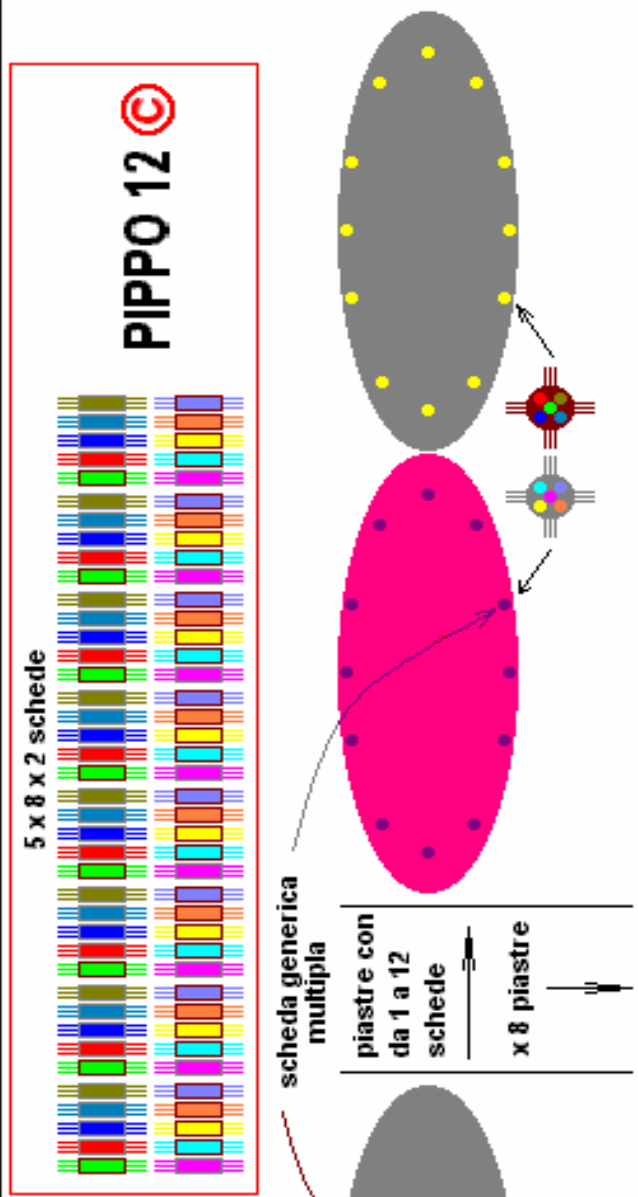 PIPPO 12 ©
5 x 8 x 2 schede
scheda generica
multipla
piastre con
da 1 a 12
schede
x 8 piastre